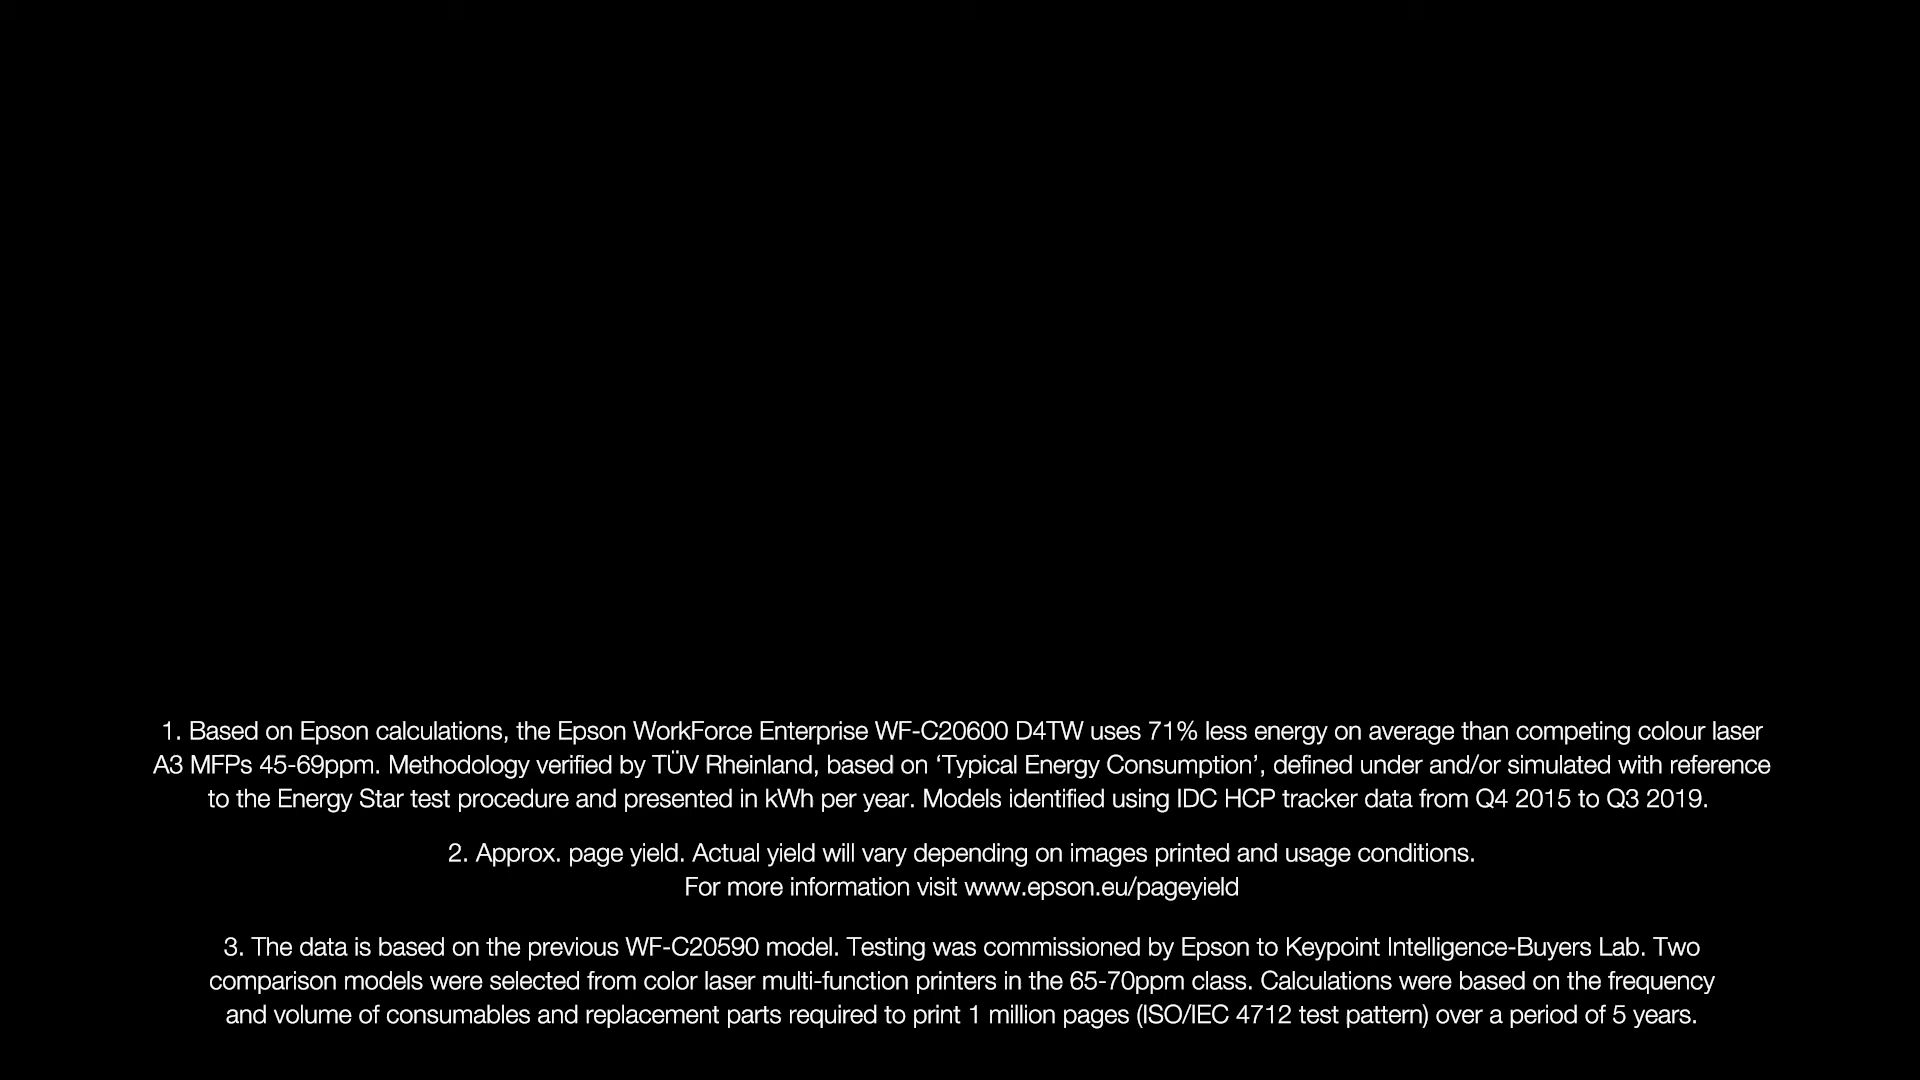 1. Based on Epson calculations, the Epson WorkForce Enterprise WF-C20600 D4TW uses 71% less energy on average than competing colour laser
A3 MFPs 45-69ppm. Methodology verified by TÜV Rheinland, based on ‘Typical Energy Consumption’, defined under and/or simulated with reference
to the Energy Star test procedure and presented in kWh per year. Models identified using IDC HCP tracker data from Q4 2015 to Q3 2019.
2. Approx. page yield. Actual yield will vary depending on images printed and usage conditions.
For more information visit www.epson.eu/pageyield
3. The data is based on the previous WF-C20590 model. Testing was commissioned by Epson to Keypoint Intelligence-Buyers Lab. Two
comparison models were selected from color laser multi-function printers in the 65-70ppm class. Calculations were based on the frequency
and volume of consumables and replacement parts required to print 1 million pages (ISO/IEC 4712 test pattern) over a period of 5 years.